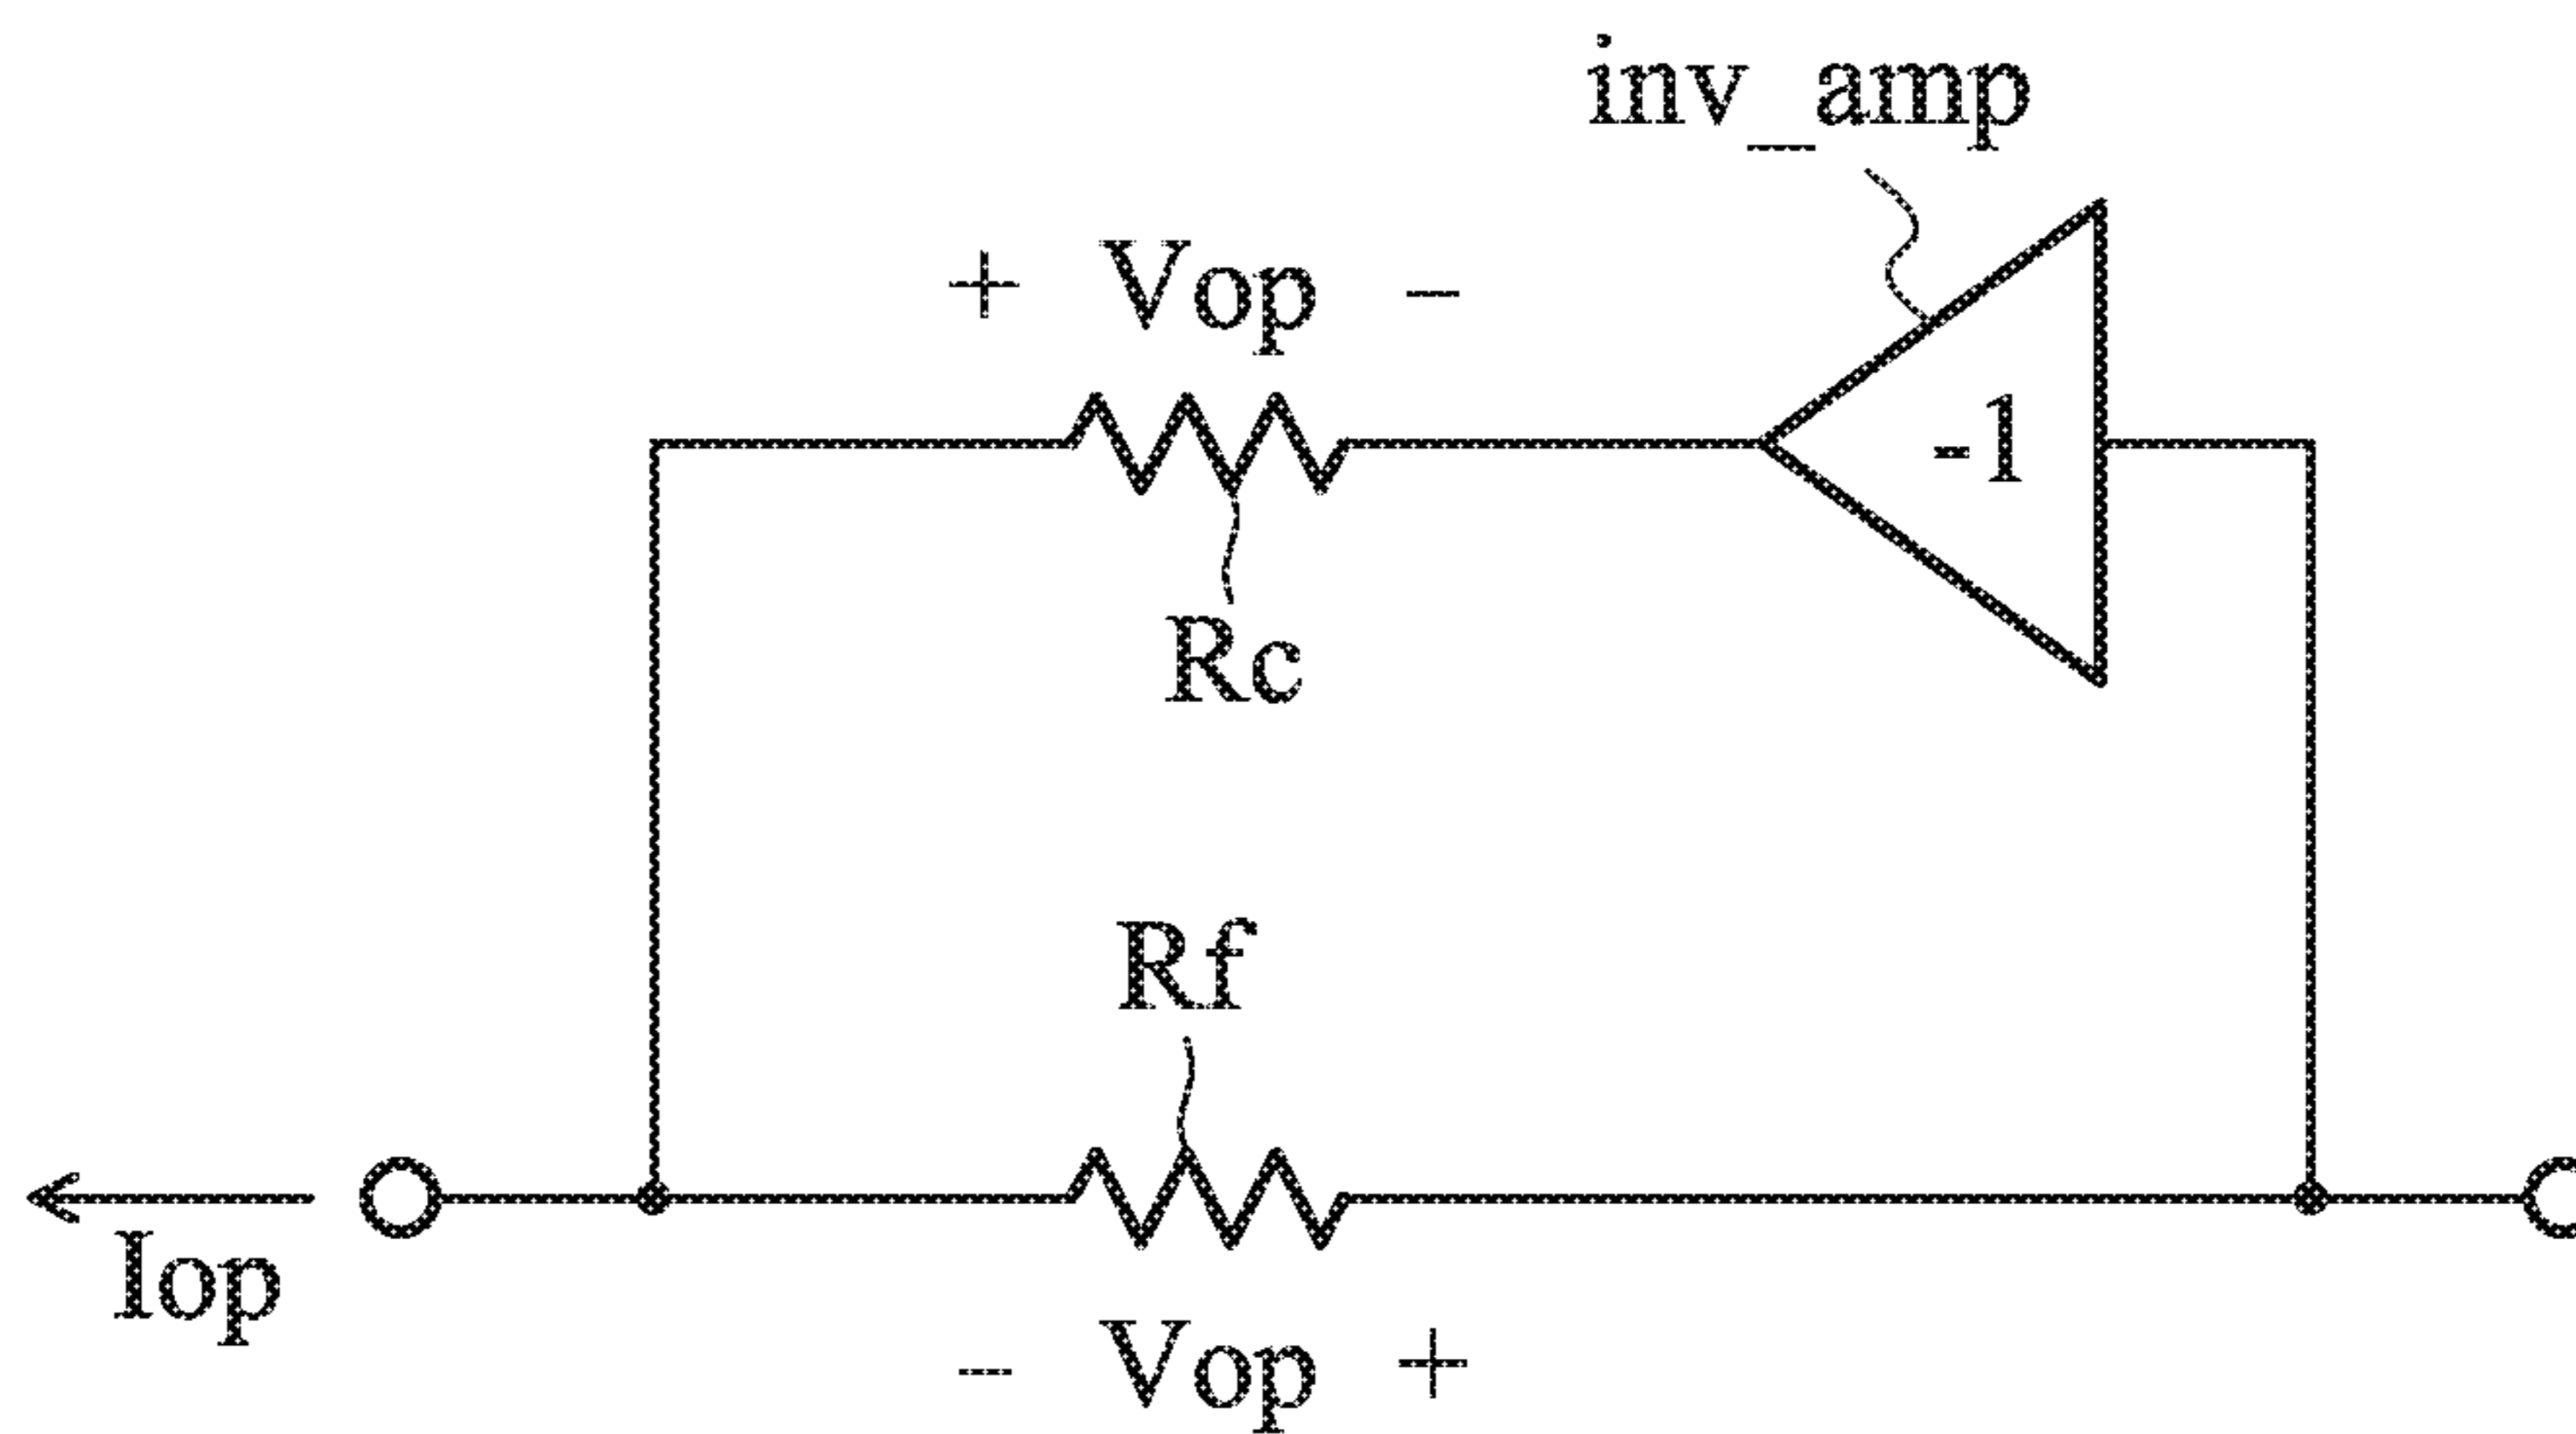 inv_amp
+ Vop -
-1
Rc
Rf
Iop
- Vop +